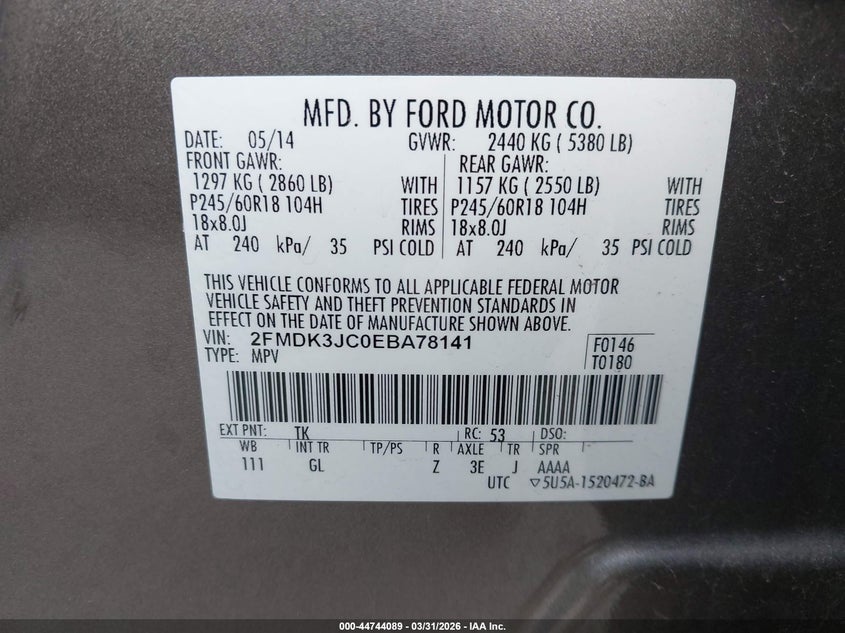 MFD. BY FORD MOTOR CO.
DATE: 05/14 GVWR: 2440 KG ( 5380 LB)
FRONT GAWR: REAR GAWR:
1297 KG ( 2860 LB) WITH 1157 KG ( 2550 LB) WITH
P245/60R18 104H TIRES P245/60R18 104H TIRES
18x8.0J RIMS 18x8.0J RIMS
AT 240 kPa/ 35 PSI COLD AT 240 kPa/ 35 PSI COLD
THIS VEHICLE CONFORMS TO ALL APPLICABLE FEDERAL MOTOR
VEHICLE SAFETY AND THEFT PREVENTION STANDARDS IN
EFFECT ON THE DATE OF MANUFACTURE SHOWN ABOVE.
VIN: 2FMDK3JC0EBA78141 F0146
TYPE: MPV T0180
EXT PNT: TK RC: 53 DSO:
WB INT TR TP/PS R AXLE TR SPR
111 GL Z 3E J AAAA
UTC ▽5U5A-1520472-BA
000-44744089 - 03/31/2026 - IAA Inc.